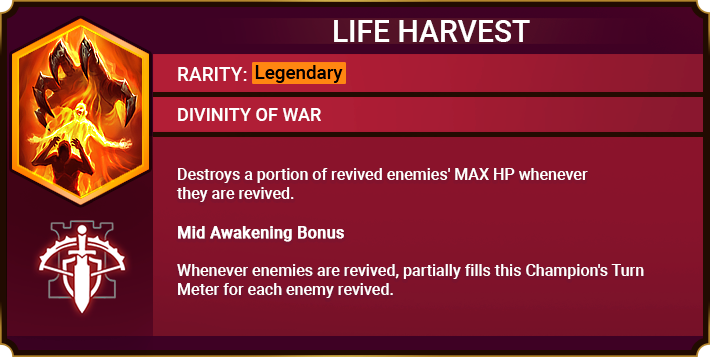 LIFE HARVEST
RARITY: Legendary
DIVINITY OF WAR
Destroys a portion of revived enemies' MAX HP whenever
they are revived.
Mid Awakening Bonus
Whenever enemies are revived, partially fills this Champion's Turn
Meter for each enemy revived.